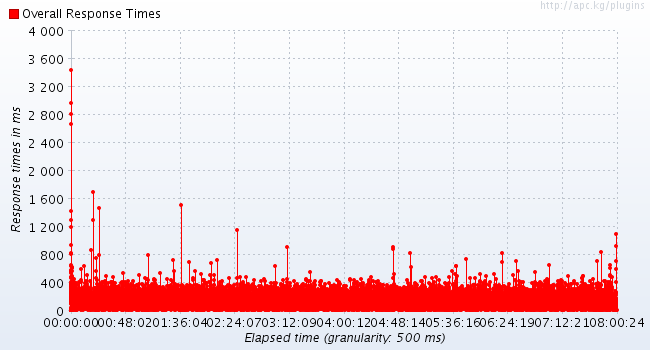 http://apc.kg/plugins
Overall Response Times
4 000
3 600
3 200
2 800
2 400
2 000
1 600
1 200
800
400
0
Response times in ms
00:00:00 00:48:02 01:36:04 02:24:07 03:12:09 04:00:12 04:48:14 05:36:16 06:24:19 07:12:21 08:00:24
Elapsed time (granularity: 500 ms)